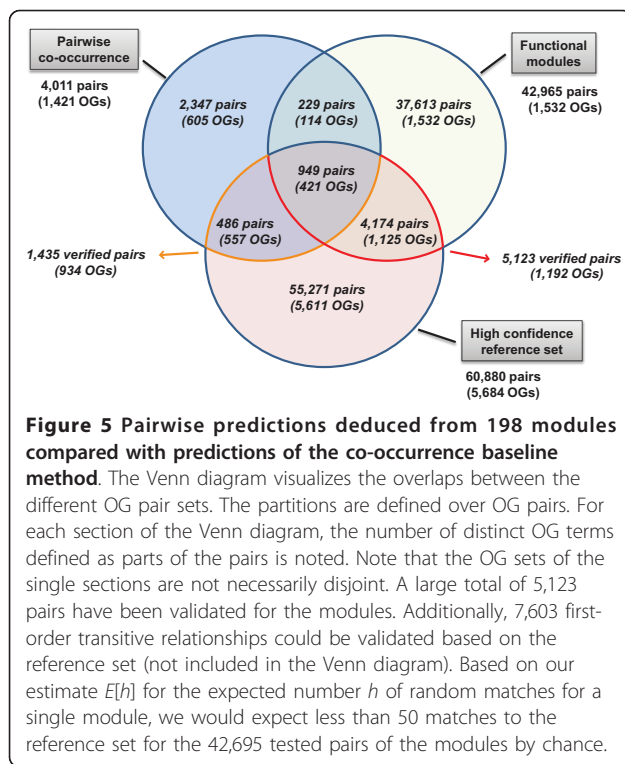 Pairwise
co-occurrence
4,011 pairs
(1,421 OGs)
Functional
modules
42,965 pairs
(1,532 OGs)
2,347 pairs
(605 OGs)
229 pairs
(114 OGs)
37,613 pairs
(1,532 OGs)
949 pairs
(421 OGs)
486 pairs
(557 OGs)
4,174 pairs
(1,125 OGs)
1,435 verified pairs
(934 OGs)
5,123 verified pairs
(1,192 OGs)
55,271 pairs
(5,611 OGs)
High confidence
reference set
60,880 pairs
(5,684 OGs)
Figure 5 Pairwise predictions deduced from 198 modules
compared with predictions of the co-occurrence baseline
method. The Venn diagram visualizes the overlaps between the
different OG pair sets. The partitions are defined over OG pairs. For
each section of the Venn diagram, the number of distinct OG terms
defined as parts of the pairs is noted. Note that the OG sets of the
single sections are not necessarily disjoint. A large total of 5,123
pairs have been validated for the modules. Additionally, 7,603 first-
order transitive relationships could be validated based on the
reference set (not included in the Venn diagram). Based on our
estimate E[h] for the expected number h of random matches for a
single module, we would expect less than 50 matches to the
reference set for the 42,695 tested pairs of the modules by chance.